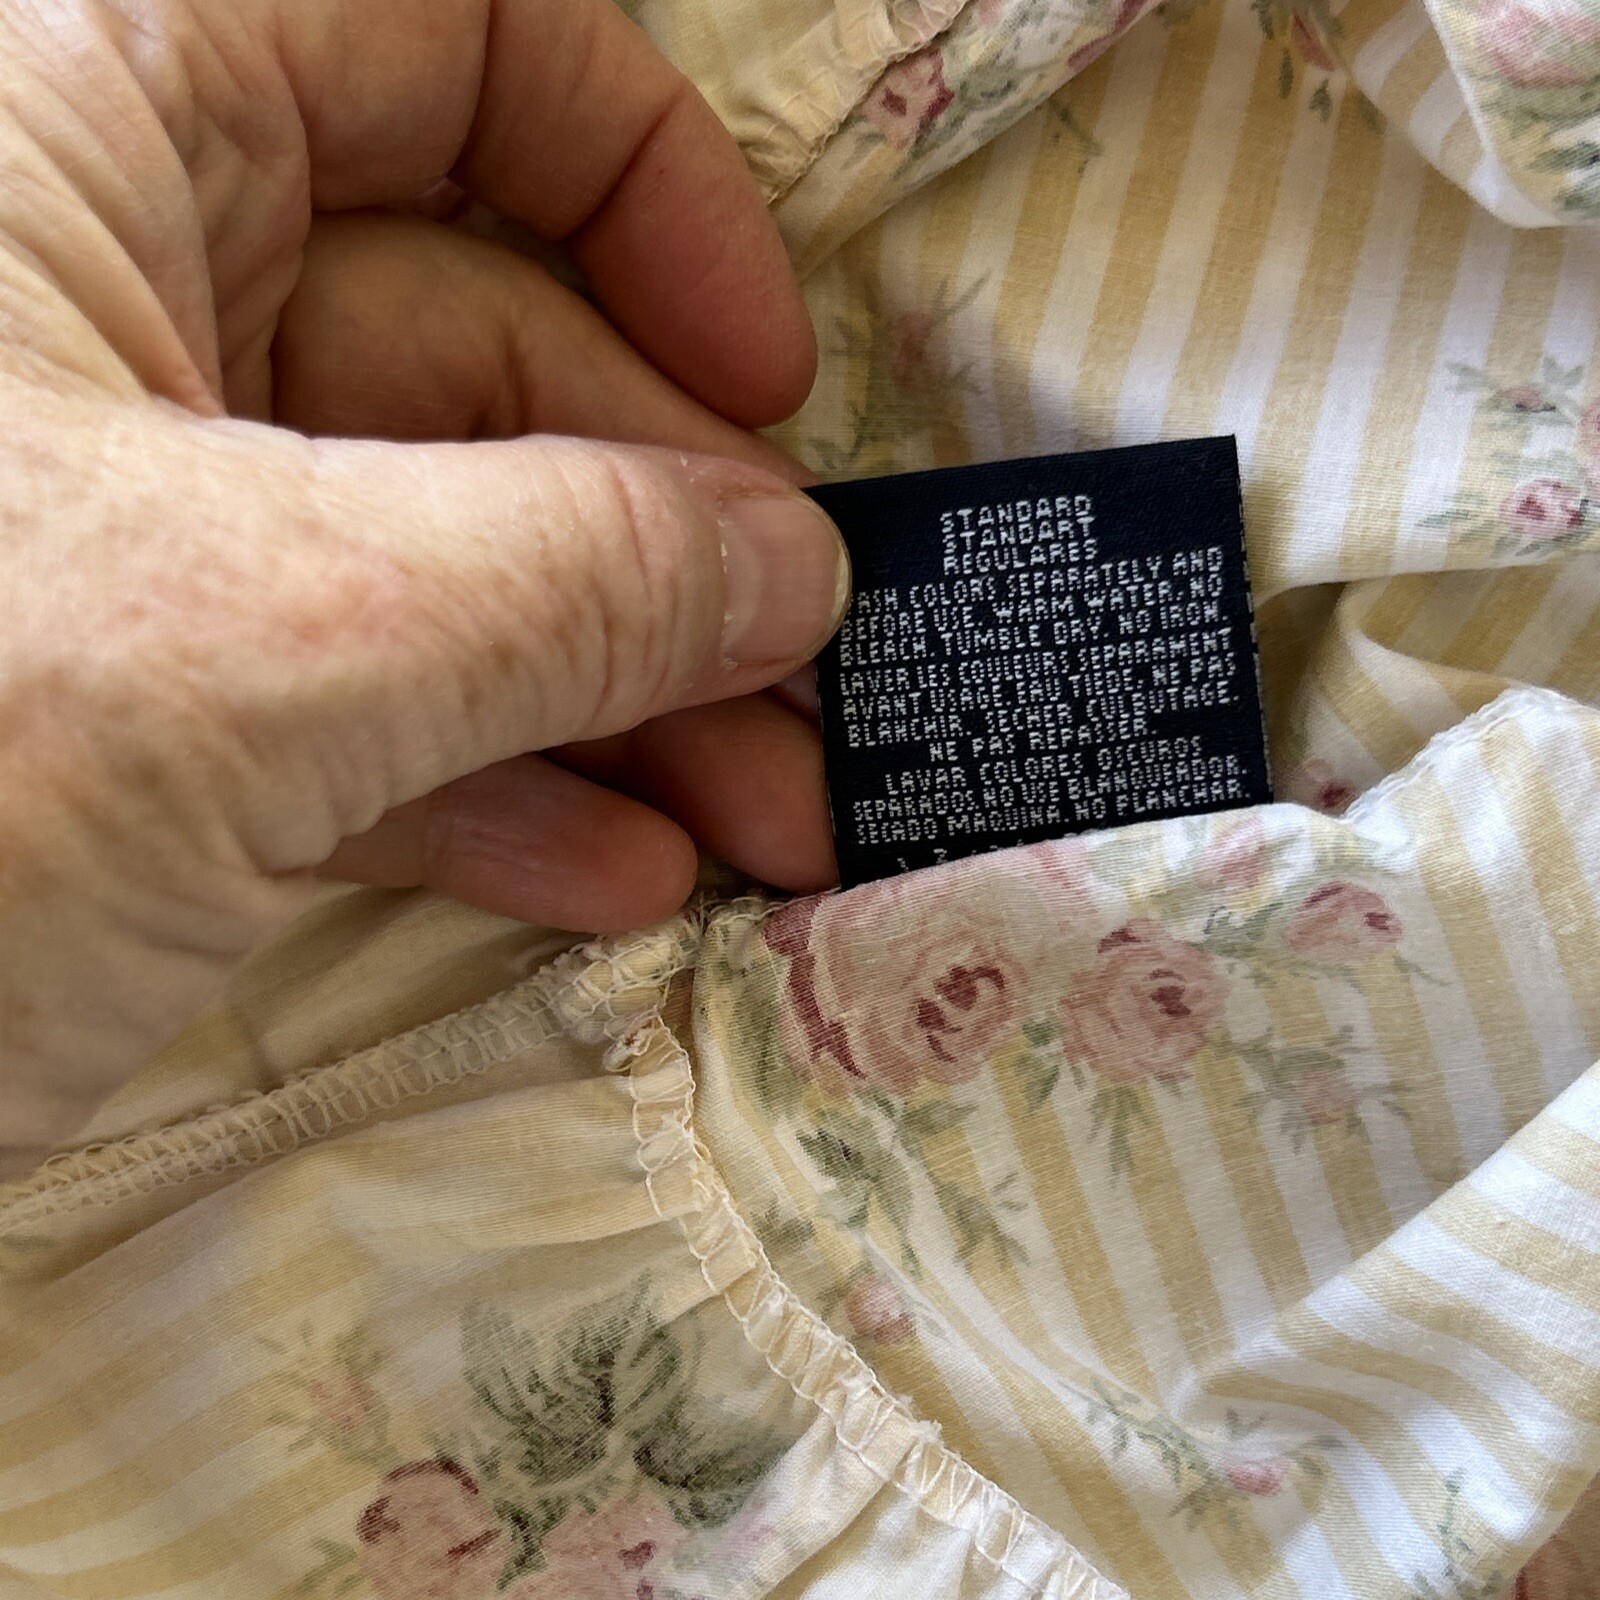 STANDARD
STANDART
REGULARES
ASH COLORS SEPARATELY AND
BEFORE USE. WARM WATER. NO
BLEACH. TUMBLE DRY. NO IRON.
LAVER LES COULEURS SEPARAMENT
AVANT USAGE. EAU TIEDE. NE PAS
BLANCHIR. SECHER CULBUTAGE.
NE PAS REPASSER.
LAVAR COLORES OSCUROS
SEPARADOS. NO USE BLANQUEADOR.
SECADO MAQUINA. NO PLANCHAR.